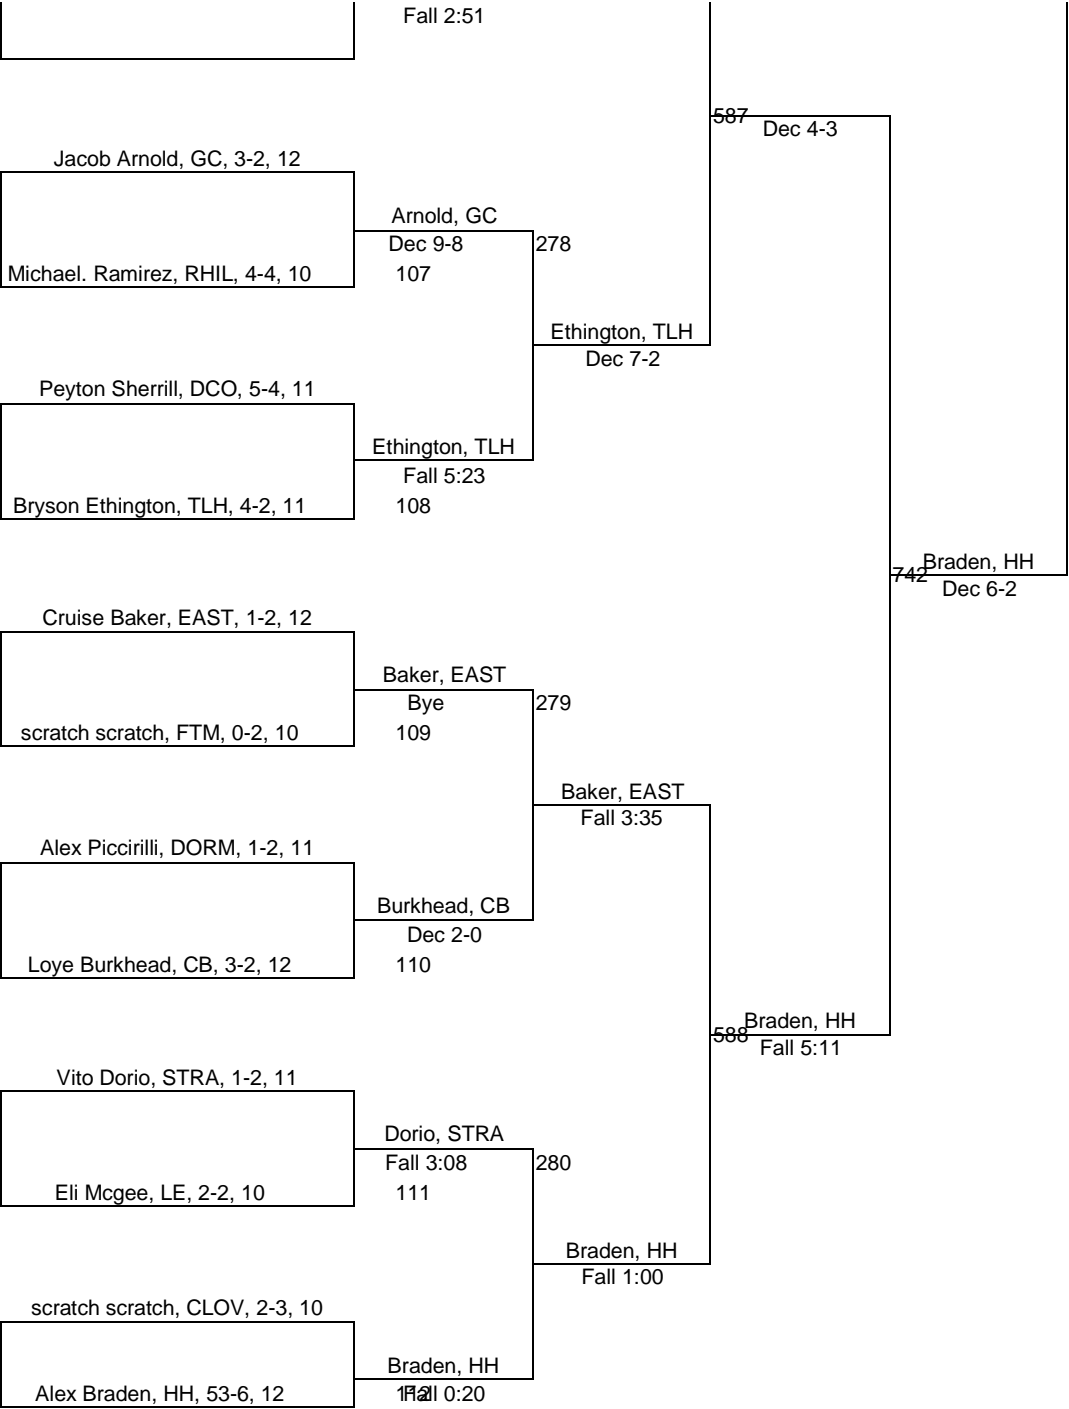 Fall 2:51
587
Dec 4-3
Jacob Arnold, GC, 3-2, 12
Arnold, GC
Dec 9-8
278
Michael. Ramirez, RHIL, 4-4, 10
107
Ethington, TLH
Dec 7-2
Peyton Sherrill, DCO, 5-4, 11
Ethington, TLH
Fall 5:23
Bryson Ethington, TLH, 4-2, 11
108
Braden, HH
742
Dec 6-2
Cruise Baker, EAST, 1-2, 12
Baker, EAST
Bye
279
scratch scratch, FTM, 0-2, 10
109
Baker, EAST
Fall 3:35
Alex Piccirilli, DORM, 1-2, 11
Burkhead, CB
Dec 2-0
Loye Burkhead, CB, 3-2, 12
110
Braden, HH
588
Fall 5:11
Vito Dorio, STRA, 1-2, 11
Dorio, STRA
Fall 3:08
280
Eli Mcgee, LE, 2-2, 10
111
Braden, HH
Fall 1:00
scratch scratch, CLOV, 2-3, 10
Braden, HH
Alex Braden, HH, 53-6, 12
112
Fall 0:20